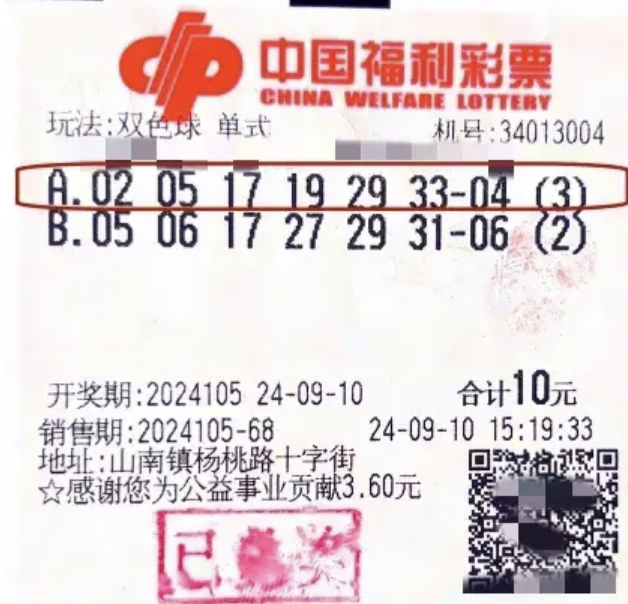 中国福利彩票
CHINA WELFARE LOTTERY
玩法:双色球 单式 机号:34013004
A.02 05 17 19 29 33-04 (3)
B.05 06 17 27 29 31-06 (2)
开奖期:2024105 24-09-10 合计10元
销售期:2024105-68 24-09-10 15:19:33
地址:山南镇杨桃路十字街
☆感谢您为公益事业贡献3.60元
已兑奖